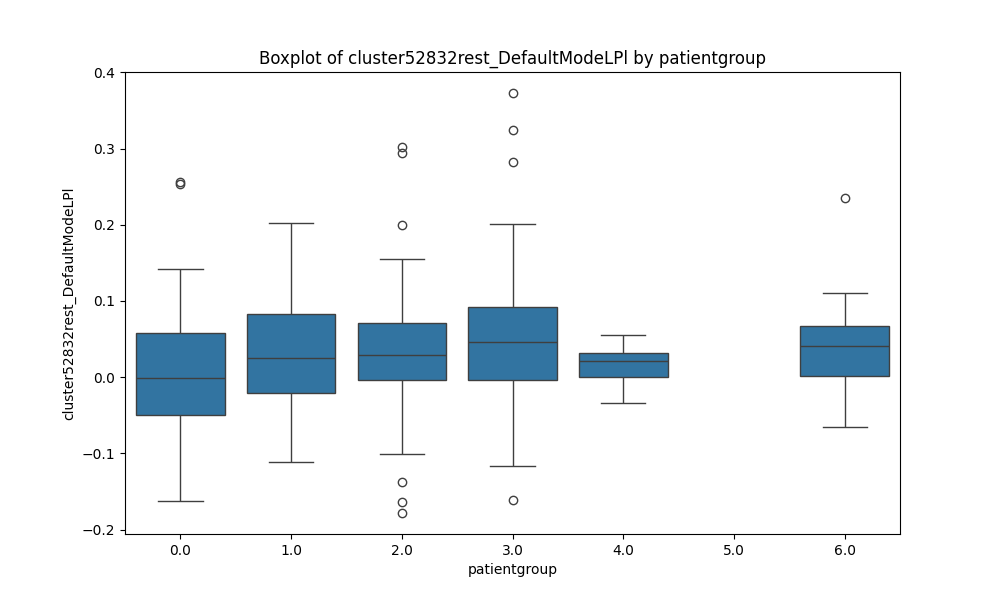 Boxplot of cluster52832rest_DefaultModeLPl by patientgroup
cluster52832rest_DefaultModeLPl
0.4
0.3
0.2
0.1
0.0
−0.1
−0.2
0.0 1.0 2.0 3.0 4.0 5.0 6.0
patientgroup